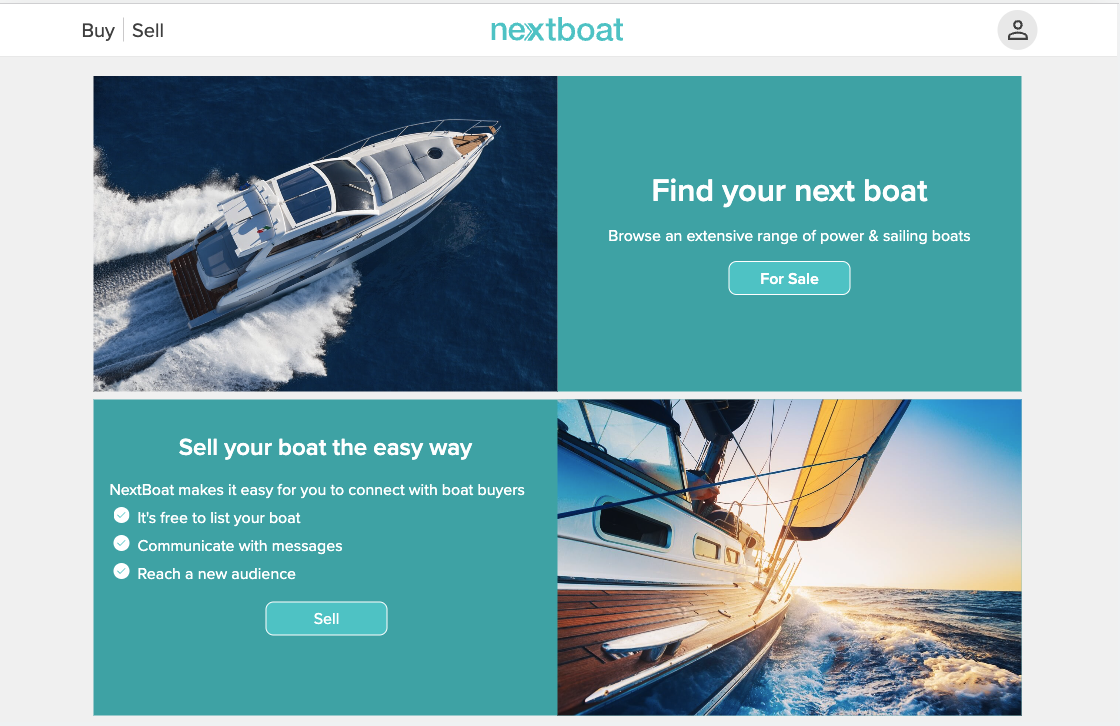 Buy
Sell
nextboat
Find your next boat
Browse an extensive range of power & sailing boats
For Sale
Sell your boat the easy way
NextBoat makes it easy for you to connect with boat buyers
It's free to list your boat
Communicate with messages
Reach a new audience
Sell